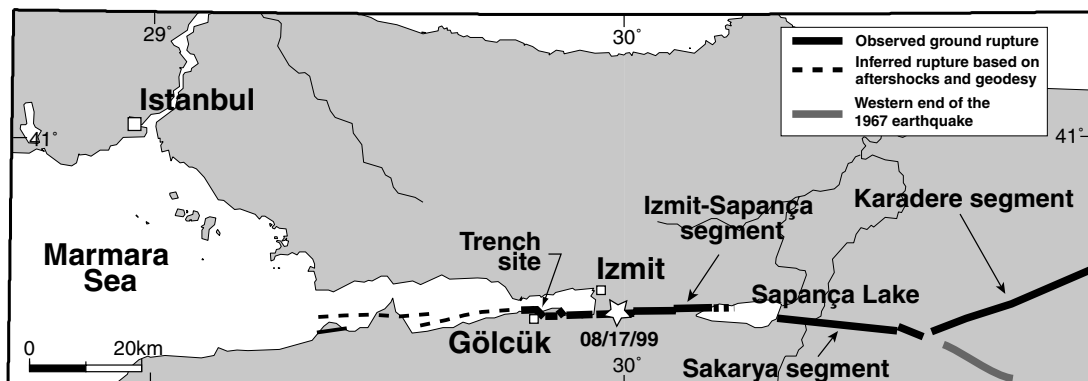 29°
30°
Observed ground rupture
Inferred rupture based on
aftershocks and geodesy
Western end of the
1967 earthquake
Istanbul
41°
41°
Izmit-Sapança
segment
Karadere segment
Marmara
Sea
Trench
site
Izmit
Sapança Lake
Gölcük
08/17/99
0
20km
30°
Sakarya segment